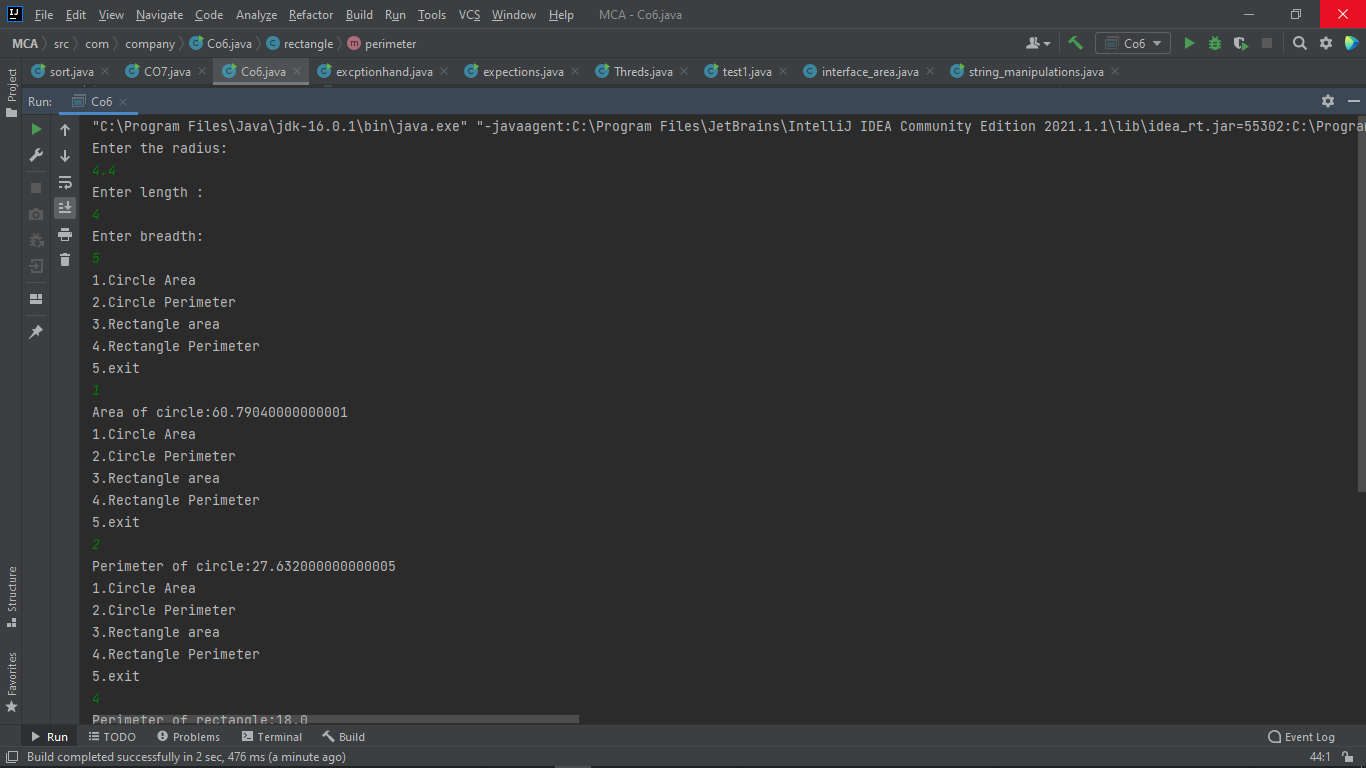 File Edit View Navigate Code Analyze Refactor Build Run Tools VCS Window Help MCA - Co6.java
MCA src com company Co6.java rectangle perimeter Co6
sort.java CO7.java Co6.java excptionhand.java expections.java Threds.java test1.java interface_area.java string_manipulations.java
Project
Run: Co6
"C:\Program Files\Java\jdk-16.0.1\bin\java.exe" "-javaagent:C:\Program Files\JetBrains\IntelliJ IDEA Community Edition 2021.1.1\lib\idea_rt.jar=55302:C:\Progra
Enter the radius:
4.4
Enter length :
4
Enter breadth:
5
1.Circle Area
2.Circle Perimeter
3.Rectangle area
4.Rectangle Perimeter
5.exit
1
Area of circle:60.79040000000001
1.Circle Area
2.Circle Perimeter
3.Rectangle area
4.Rectangle Perimeter
5.exit
2
Perimeter of circle:27.632000000000005
1.Circle Area
2.Circle Perimeter
3.Rectangle area
4.Rectangle Perimeter
5.exit
4
Perimeter of rectangle:18.0
Structure
Favorites
Run TODO Problems Terminal Build Event Log
Build completed successfully in 2 sec, 476 ms (a minute ago) 44:1